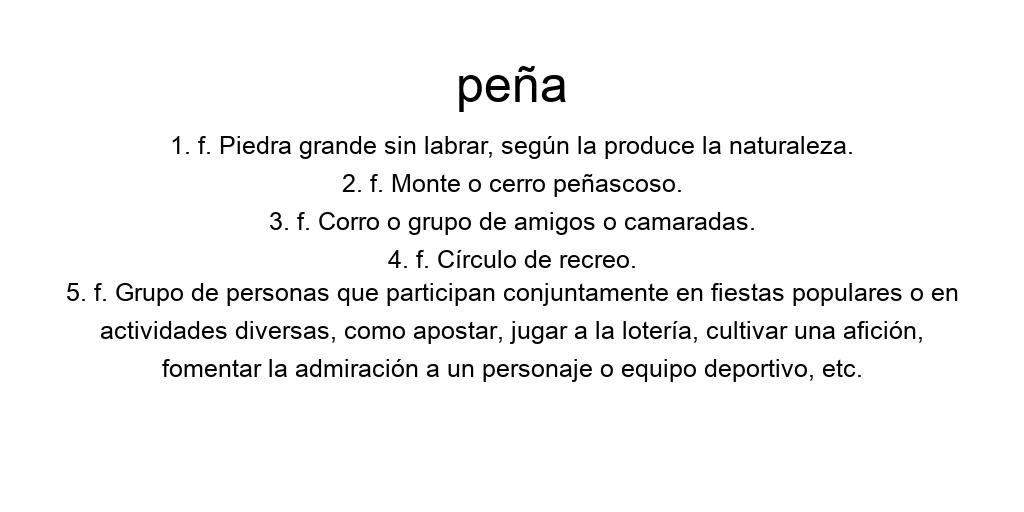 peña
1. f. Piedra grande sin labrar, según la produce la naturaleza.
2. f. Monte o cerro peñascoso.
3. f. Corro o grupo de amigos o camaradas.
4. f. Círculo de recreo.
5. f. Grupo de personas que participan conjuntamente en fiestas populares o en
actividades diversas, como apostar, jugar a la lotería, cultivar una afición,
fomentar la admiración a un personaje o equipo deportivo, etc.